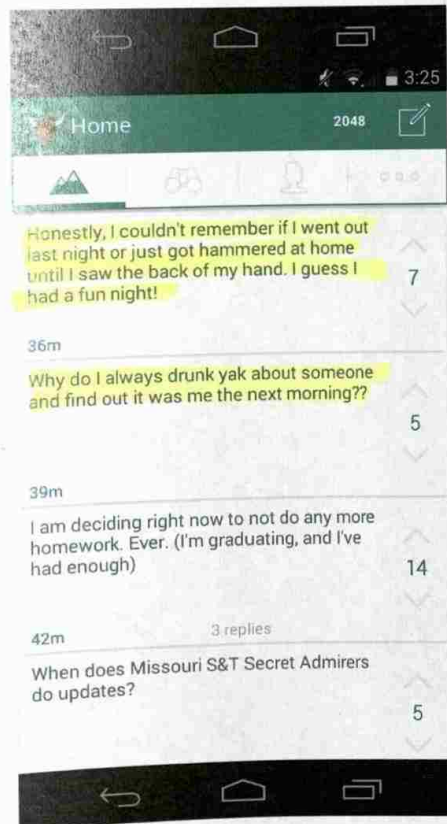 3:25
Home
2048
Honestly, I couldn't remember if I went out
last night or just got hammered at home
until I saw the back of my hand. I guess I
had a fun night!
7
36m
Why do I always drunk yak about someone
and find out it was me the next morning??
5
39m
I am deciding right now to not do any more
homework. Ever. (I'm graduating, and I've
had enough)
14
42m
3 replies
When does Missouri S&T Secret Admirers
do updates?
5